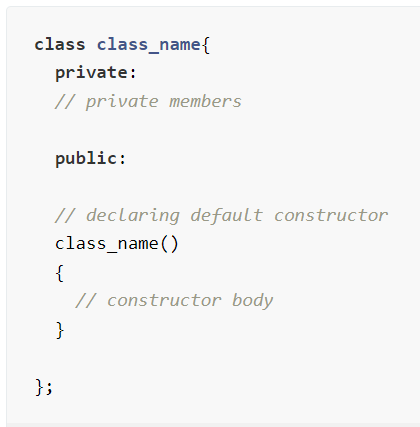 class class_name{
private:
// private members
public:
// declaring default constructor
class_name()
{
// constructor body
}
};